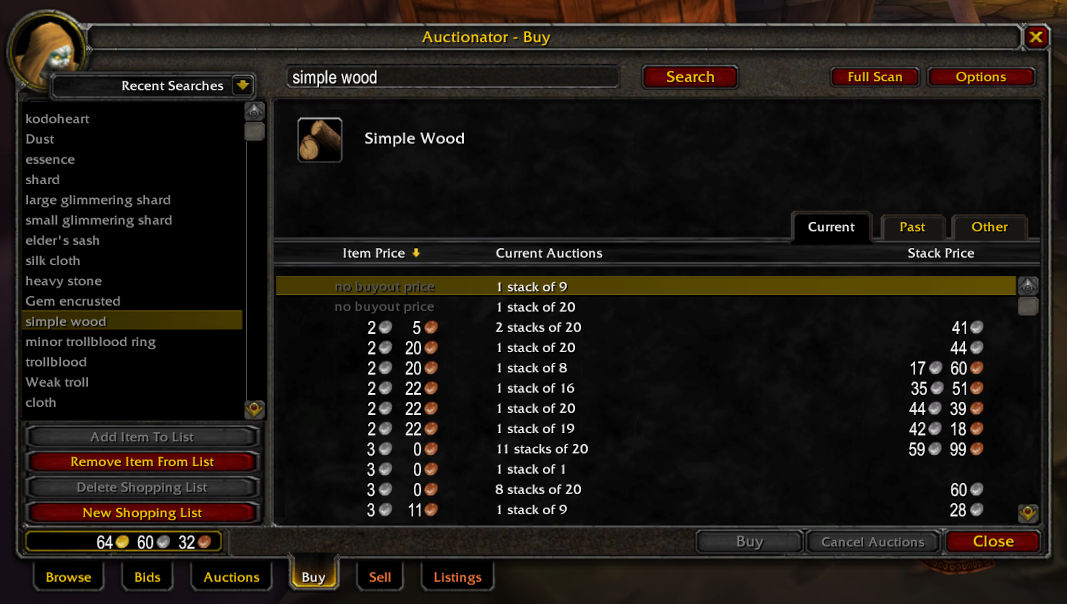 Auctionator - Buy
Recent Searches
simple wood
Search
Full Scan
Options
kodoheart
Dust
essence
shard
large glimmering shard
small glimmering shard
elder's sash
silk cloth
heavy stone
Gem encrusted
simple wood
minor trollblood ring
trollblood
Weak troll
cloth
Add Item To List
Remove Item From List
Delete Shopping List
New Shopping List
64 60 32
Simple Wood
Current
Past
Other
Item Price Current Auctions Stack Price
no buyout price 1 stack of 9
no buyout price 1 stack of 20
2 5 2 stacks of 20 41
2 20 1 stack of 20 44
2 20 1 stack of 8 17 60
2 22 1 stack of 16 35 51
2 22 1 stack of 20 44 39
2 22 1 stack of 19 42 18
3 0 11 stacks of 20 59 99
3 0 1 stack of 1
3 0 8 stacks of 20 60
3 11 1 stack of 9 28
Buy
Cancel Auctions
Close
Browse
Bids
Auctions
Buy
Sell
Listings